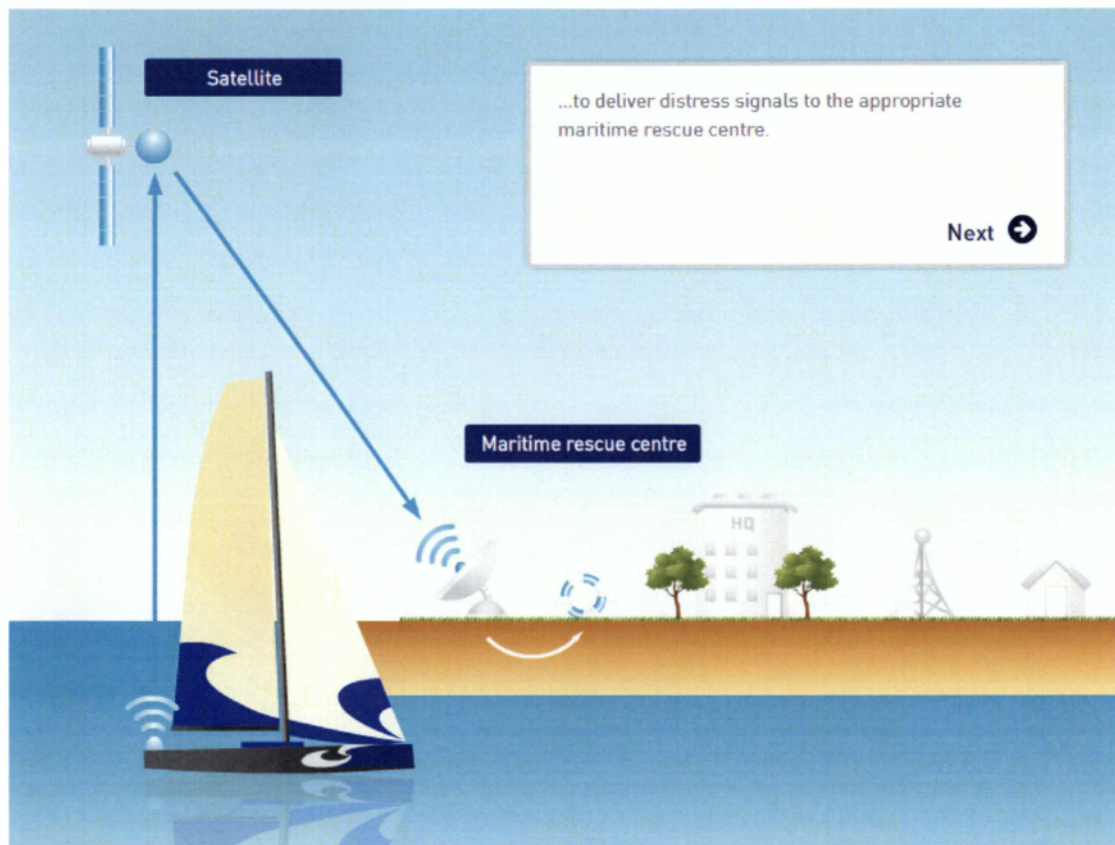 Satellite
...to deliver distress signals to the appropriate
maritime rescue centre.
Next
Maritime rescue centre
HQ